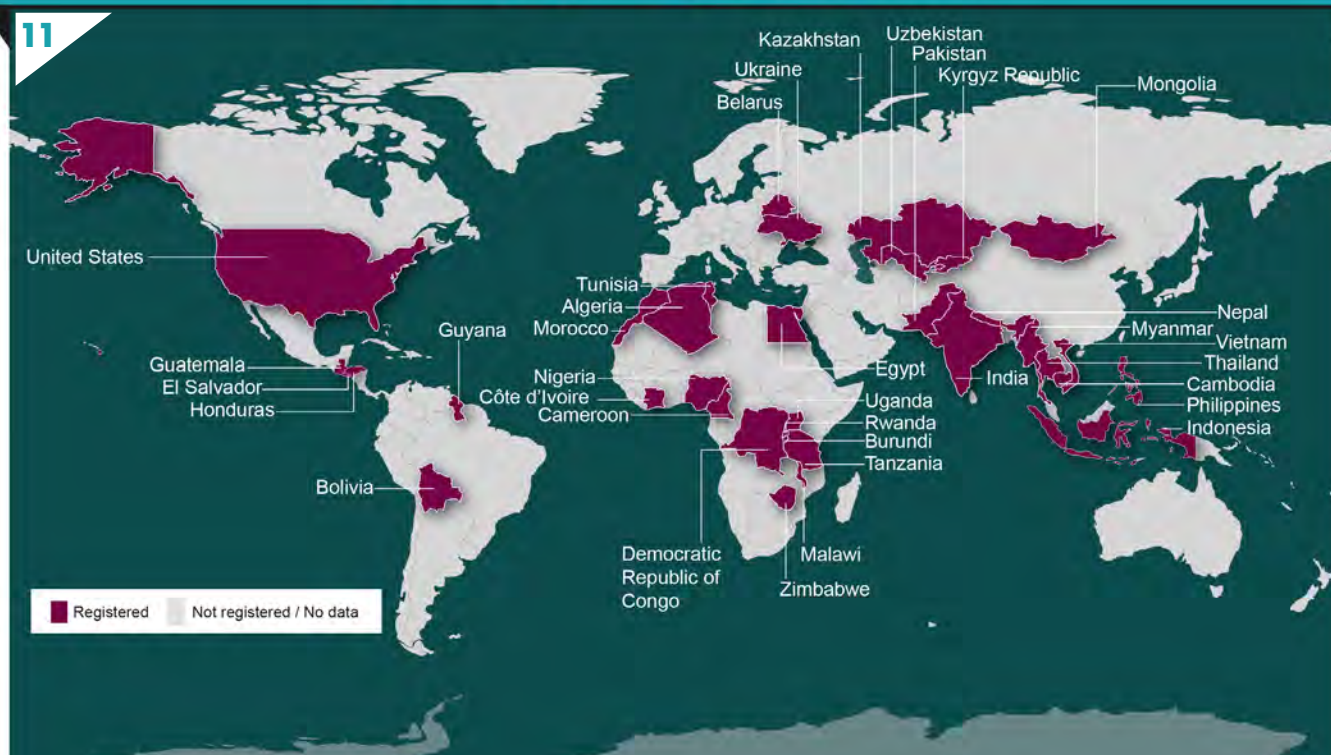 11
Kazakhstan
Uzbekistan
Pakistan
Ukraine
Kyrgyz Republic
Mongolia
Belarus
United States
Tunisia
Algeria
Morocco
Guyana
Nepal
Myanmar
Vietnam
Thailand
Guatemala
El Salvador
Honduras
Nigeria
Côte d’Ivoire
Cameroon
Egypt
India
Cambodia
Uganda
Philippines
Rwanda
Indonesia
Burundi
Tanzania
Bolivia
Democratic
Republic of
Congo
Malawi
Zimbabwe
Registered
Not registered / No data